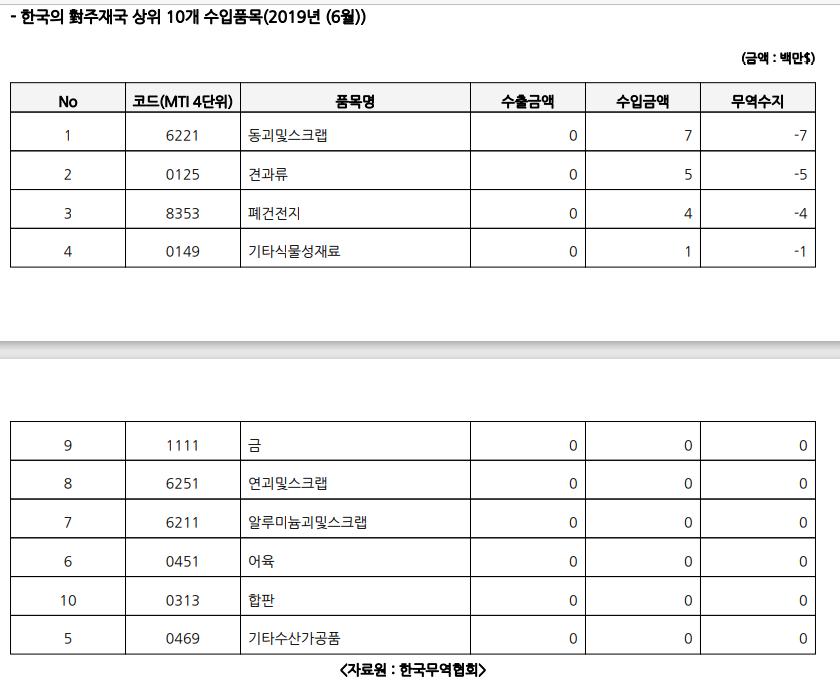 - 한국의 對주재국 상위 10개 수입품목(2019년 (6월))
(금액 : 백만$)
No 코드(MTI 4단위) 품목명 수출금액 수입금액 무역수지
1 6221 동괴및스크랩 0 7 -7
2 0125 견과류 0 5 -5
3 8353 폐건전지 0 4 -4
4 0149 기타식물성재료 0 1 -1
9 1111 금 0 0 0
8 6251 연괴및스크랩 0 0 0
7 6211 알루미늄괴및스크랩 0 0 0
6 0451 어육 0 0 0
10 0313 합판 0 0 0
5 0469 기타수산가공품 0 0 0
<자료원 : 한국무역협회>